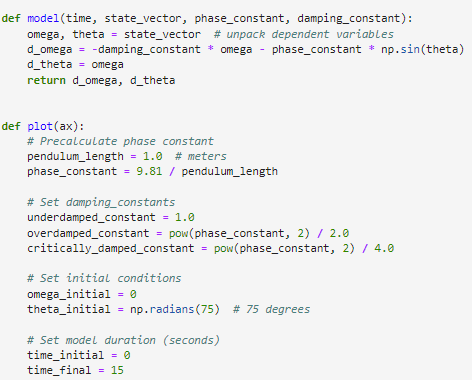 def model(time, state_vector, phase_constant, damping_constant):
    omega, theta = state_vector  # unpack dependent variables
    d_omega = -damping_constant * omega - phase_constant * np.sin(theta)
    d_theta = omega
    return d_omega, d_theta
def plot(ax):
    # Precalculate phase constant
    pendulum_length = 1.0  # meters
    phase_constant = 9.81 / pendulum_length
    # Set damping_constants
    underdamped_constant = 1.0
    overdamped_constant = pow(phase_constant, 2) / 2.0
    critically_damped_constant = pow(phase_constant, 2) / 4.0
    # Set initial conditions
    omega_initial = 0
    theta_initial = np.radians(75)  # 75 degrees
    # Set model duration (seconds)
    time_initial = 0
    time_final = 15